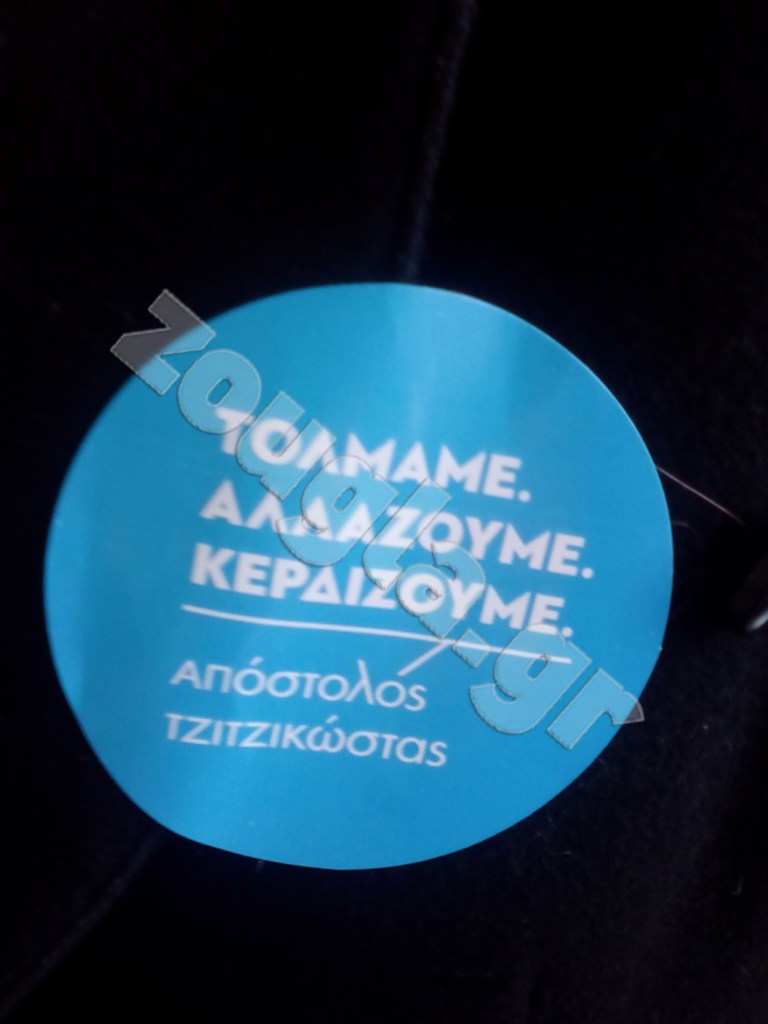 ΤΟΛΜΑΜΕ.
ΑΛΛΑΖΟΥΜΕ.
ΚΕΡΔΙΖΟΥΜΕ.
απόστολος
τζιτζικώστας
zougla.gr